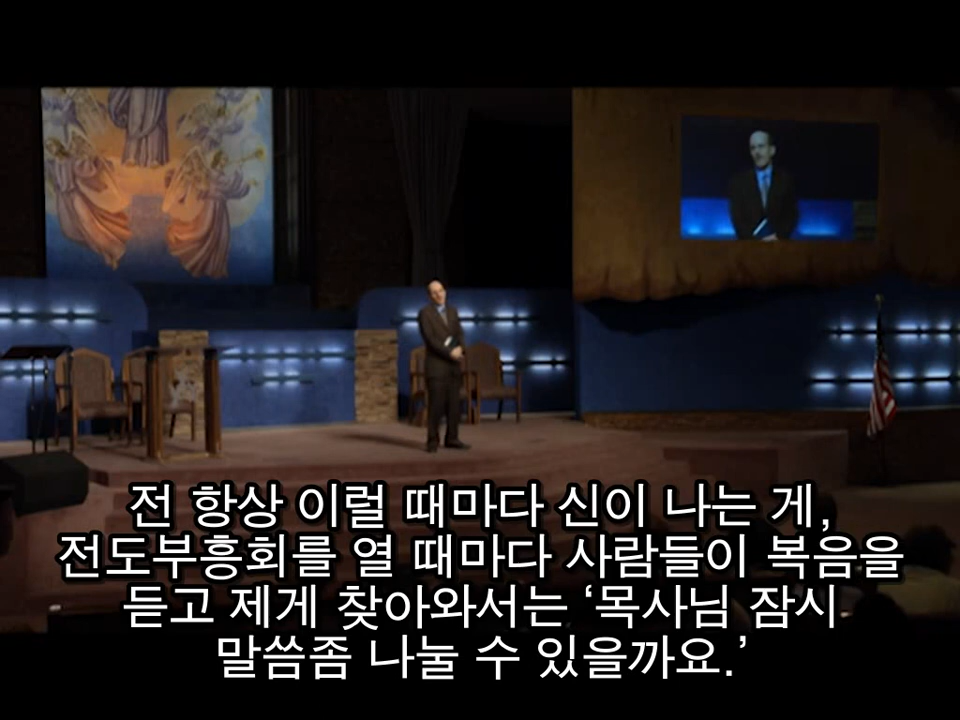 전 항상 이럴 때마다 신이 나는 게,
전도부흥회를 열 때마다 사람들이 복음을
듣고 제게 찾아와서는 ‘목사님 잠시
말씀좀 나눌 수 있을까요.’